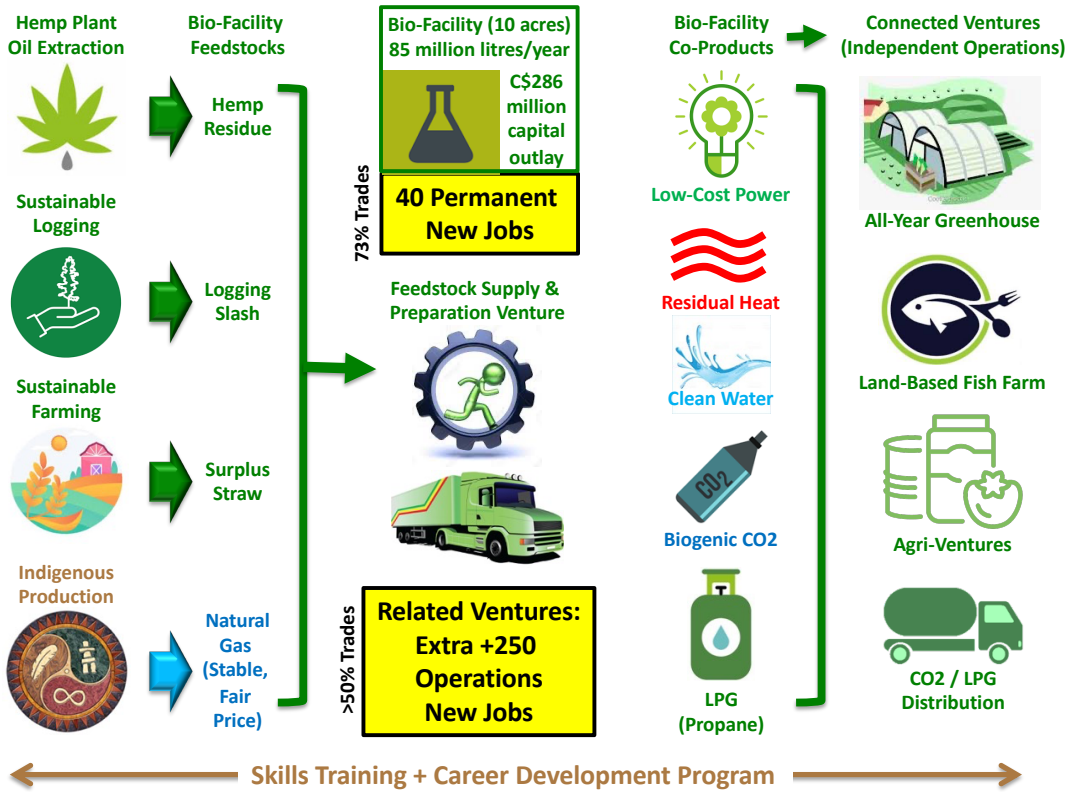 Hemp Plant
Oil Extraction
Bio-Facility
Feedstocks
Hemp
Residue
Sustainable
Logging
Logging
Slash
Sustainable
Farming
Surplus
Straw
Indigenous
Production
Natural
Gas
(Stable,
Fair
Price)
Bio-Facility (10 acres)
85 million litres/year
C$286
million
capital
outlay
73% Trades
40 Permanent
New Jobs
Feedstock Supply &
Preparation Venture
>50% Trades
Related Ventures:
Extra +250
Operations
New Jobs
Bio-Facility
Co-Products
Low-Cost Power
Residual Heat
Clean Water
CO2
Biogenic CO2
LPG
(Propane)
Connected Ventures
(Independent Operations)
All-Year Greenhouse
Land-Based Fish Farm
Agri-Ventures
CO2 / LPG
Distribution
Skills Training + Career Development Program